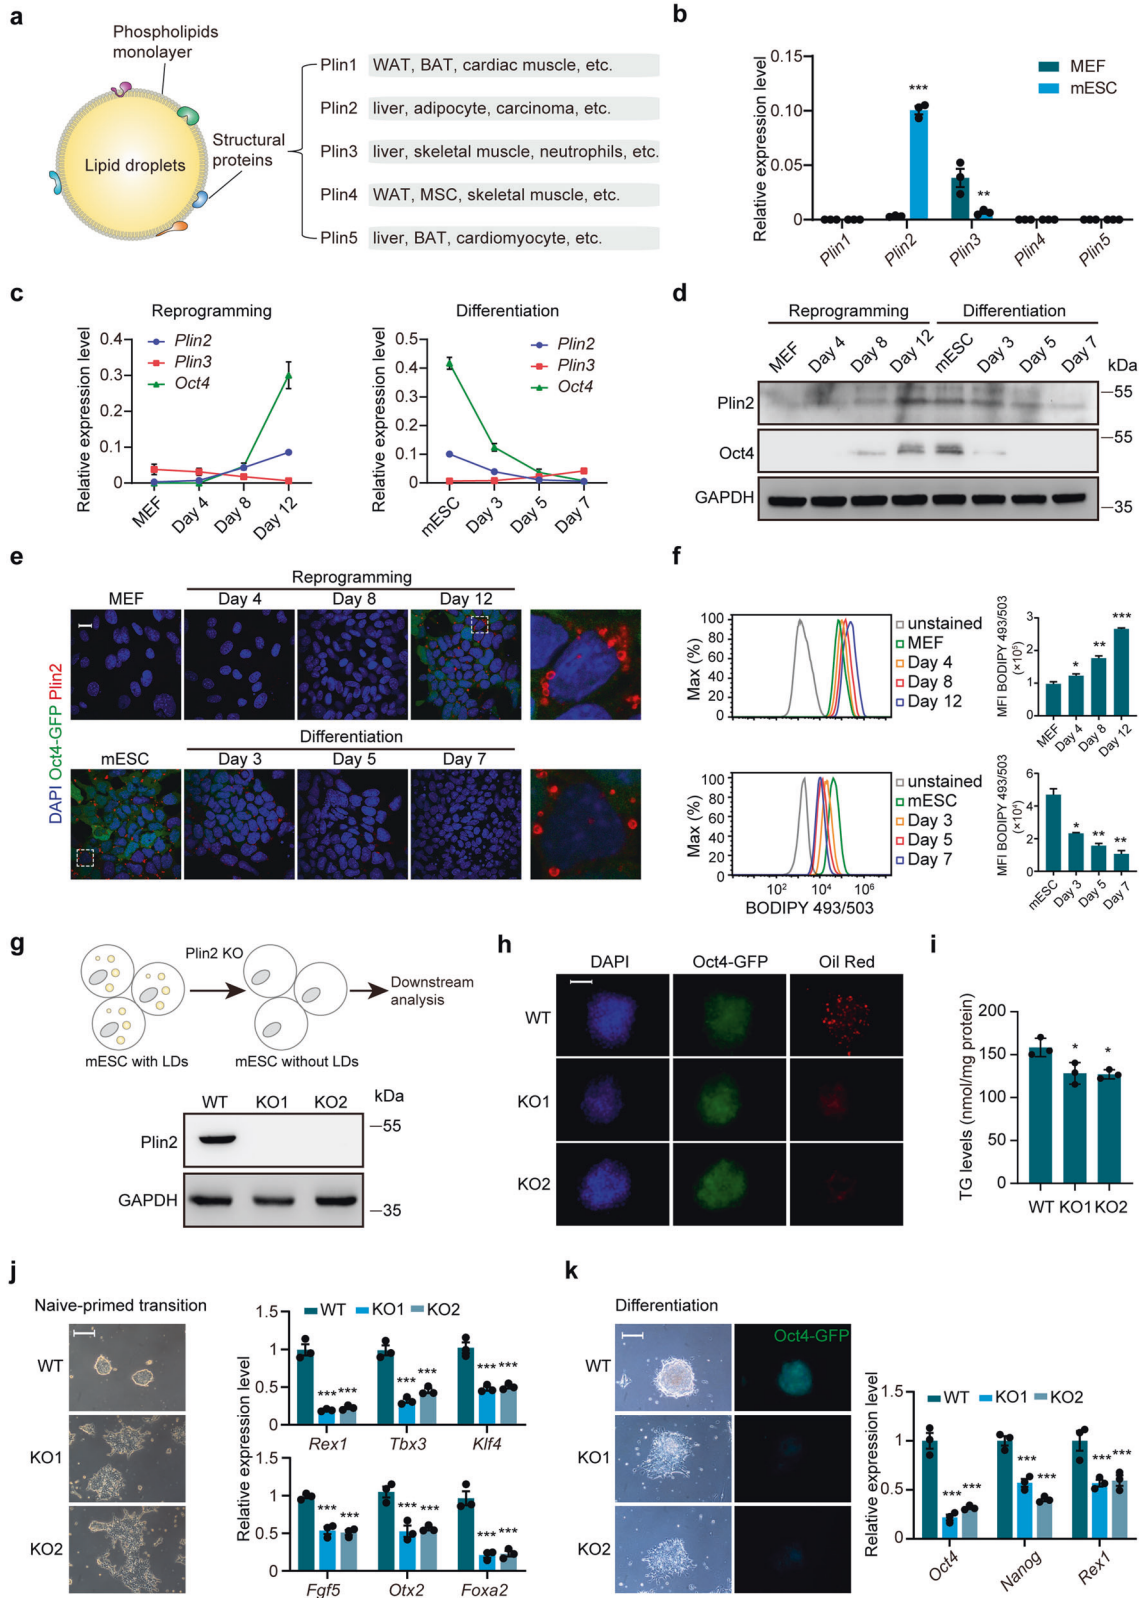 a
Phospholipids
monolayer
Lipid droplets
Structural
proteins
Plin1 WAT, BAT, cardiac muscle, etc.
Plin2 liver, adipocyte, carcinoma, etc.
Plin3 liver, skeletal muscle, neutrophils, etc.
Plin4 WAT, MSC, skeletal muscle, etc.
Plin5 liver, BAT, cardiomyocyte, etc.
b
Relative expression level
0.15
0.10
0.05
0
MEF
mESC
***
**
Plin1 Plin2 Plin3 Plin4 Plin5
c
Reprogramming
Relative expression level
0.4
0.3
0.2
0.1
0
Plin2
Plin3
Oct4
MEF Day 4 Day 8 Day 12
Differentiation
Relative expression level
0.5
0.4
0.3
0.2
0.1
0
Plin2
Plin3
Oct4
mESC Day 3 Day 5 Day 7
d
Reprogramming Differentiation
MEF Day 4 Day 8 Day 12 mESC Day 3 Day 5 Day 7
kDa
Plin2 —55
Oct4 —55
GAPDH —35
e
Reprogramming
MEF Day 4 Day 8 Day 12
Differentiation
mESC Day 3 Day 5 Day 7
DAPI Oct4-GFP Plin2
f
Max (%)
100
80
60
40
20
0
unstained
MEF
Day 4
Day 8
Day 12
MFI BODIPY 493/503
(×10⁵)
3
2
1
0
* ** ***
MEF Day 4 Day 8 Day 12
Max (%)
100
80
60
40
20
0
unstained
mESC
Day 3
Day 5
Day 7
10² 10⁴ 10⁶
BODIPY 493/503
MFI BODIPY 493/503
(×10⁴)
6
4
2
0
* ** **
mESC Day 3 Day 5 Day 7
g
Plin2 KO
Downstream
analysis
mESC with LDs mESC without LDs
WT KO1 KO2 kDa
Plin2 —55
GAPDH —35
h
DAPI Oct4-GFP Oil Red
WT
KO1
KO2
i
TG levels (nmol/mg protein)
200
150
100
50
0
* *
WT KO1 KO2
j
Naive-primed transition
WT
KO1
KO2
Relative expression level
WT KO1 KO2
1.5
1
0.5
0
*** *** *** *** *** ***
Rex1 Tbx3 Klf4
1.5
1
0.5
0
*** *** *** *** *** ***
Fgf5 Otx2 Foxa2
k
Differentiation
Oct4-GFP
WT
KO1
KO2
Relative expression level
WT KO1 KO2
1.5
1
0.5
0
*** *** *** *** *** ***
Oct4 Nanog Rex1